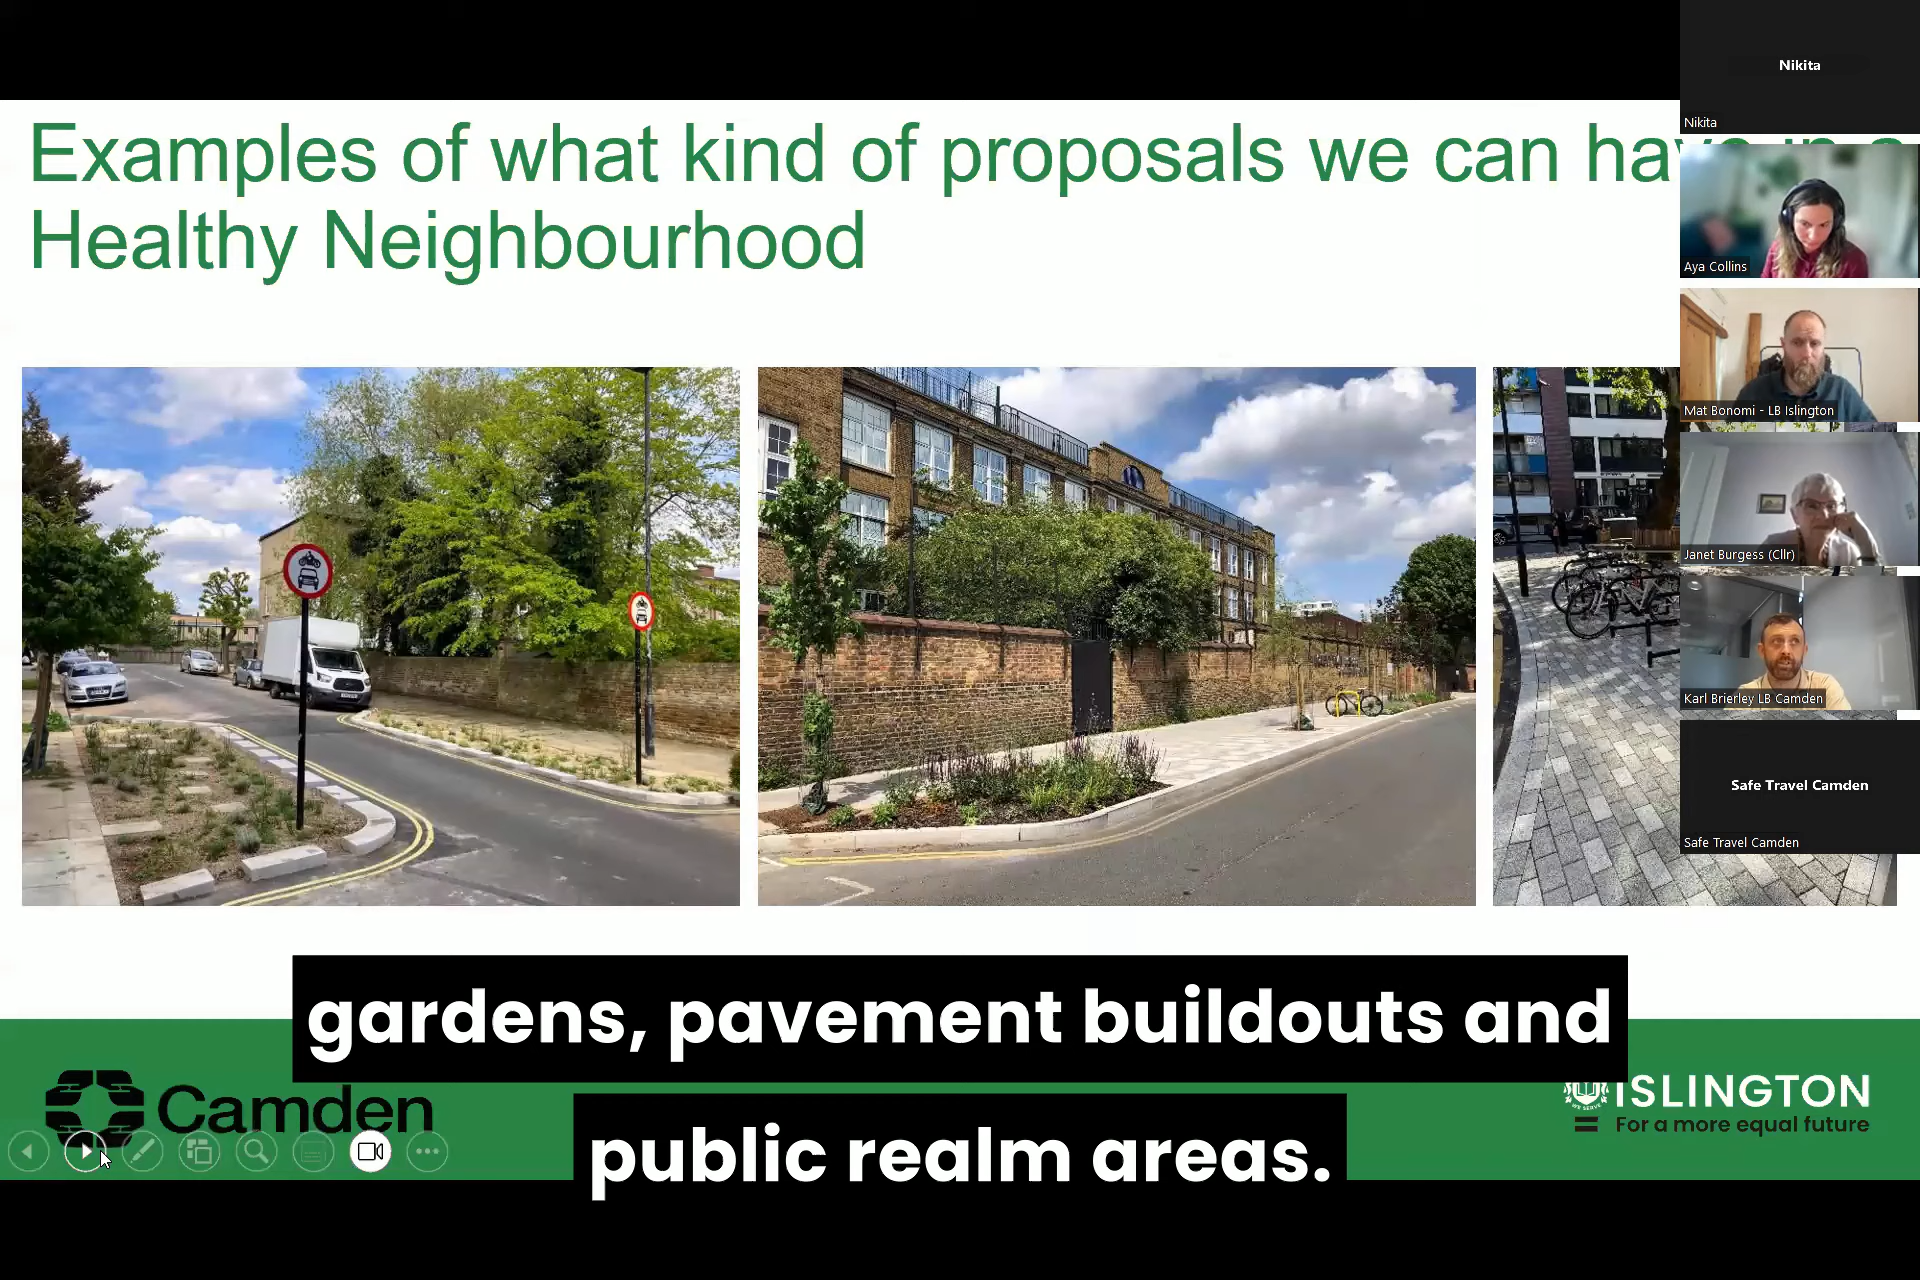 Nikita
Nikita
Examples of what kind of proposals we can have in a
Healthy Neighbourhood
Aya Collins
Mat Bonomi - LB Islington
Janet Burgess (Cllr)
Karl Brierley LB Camden
Safe Travel Camden
Safe Travel Camden
gardens, pavement buildouts and
public realm areas.
Camden
ISLINGTON
For a more equal future